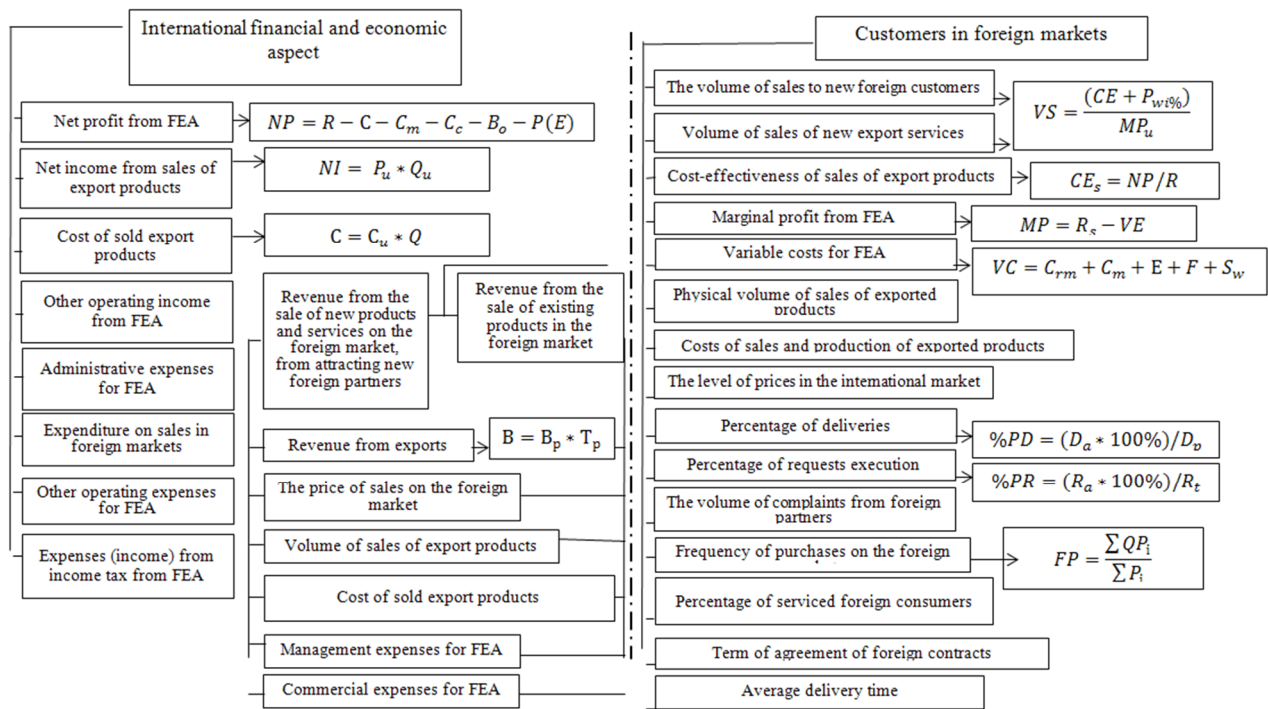 International financial and economic
aspect
Net profit from FEA
NP = R − C − C_m − C_c − B_o − P(E)
Net income from sales of
export products
NI = P_u * Q_u
Cost of sold export
products
C = C_u * Q
Other operating income
from FEA
Administrative expenses
for FEA
Expenditure on sales in
foreign markets
Other operating expenses
for FEA
Expenses (income) from
income tax from FEA
Revenue from the
sale of new products
and services on the
foreign market,
from attracting new
foreign partners
Revenue from the
sale of existing
products in the
foreign market
Revenue from exports
B = B_p * T_p
The price of sales on the foreign
market
Volume of sales of export products
Cost of sold export products
Management expenses for FEA
Commercial expenses for FEA
Customers in foreign markets
The volume of sales to new foreign customers
Volume of sales of new export services
VS = (CE + P_wi%) / MP_u
Cost-effectiveness of sales of export products
CE_s = NP/R
Marginal profit from FEA
MP = R_s − VE
Variable costs for FEA
VC = C_rm + C_m + E + F + S_w
Physical volume of sales of exported
products
Costs of sales and production of exported products
The level of prices in the international market
Percentage of deliveries
%PD = (D_a * 100%)/D_p
Percentage of requests execution
%PR = (R_a * 100%)/R_t
The volume of complaints from foreign
partners
Frequency of purchases on the foreign
FP = ∑QP_i / ∑P_i
Percentage of serviced foreign consumers
Term of agreement of foreign contracts
Average delivery time